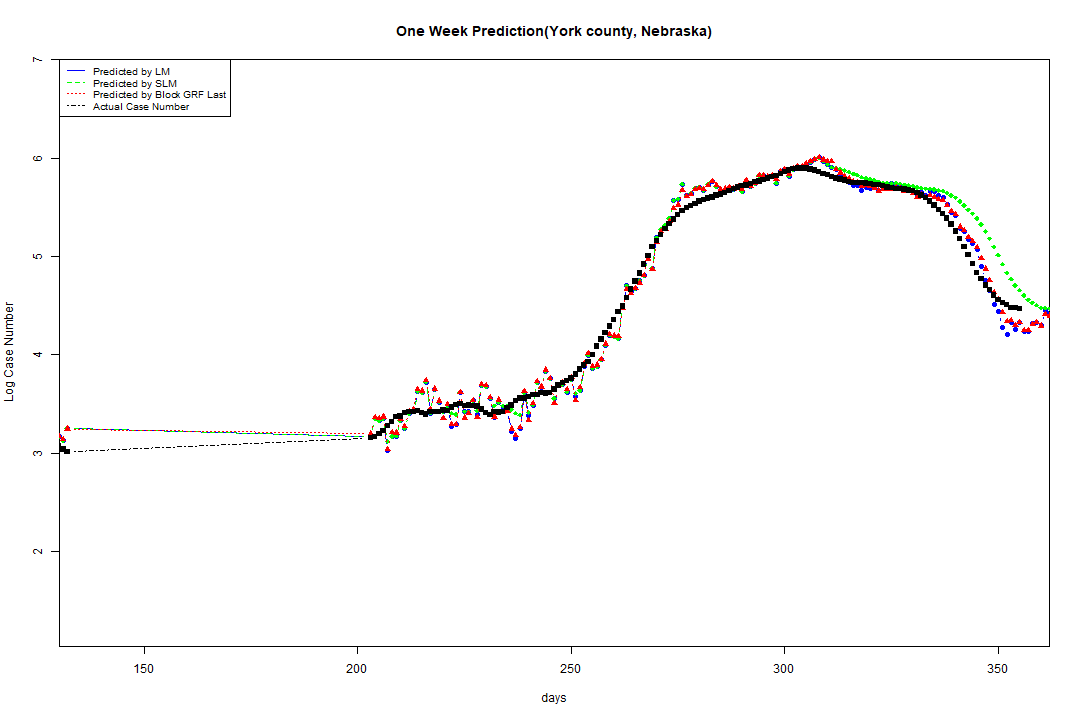 One Week Prediction(York county, Nebraska)
Predicted by LM
Predicted by SLM
Predicted by Block GRF Last
Actual Case Number
7
6
5
4
3
2
Log Case Number
150 200 250 300 350
days